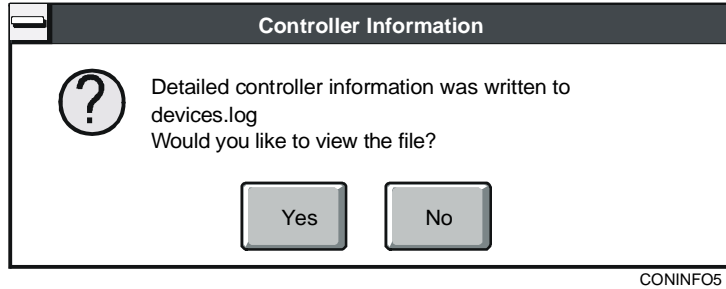 Controller Information
Detailed controller information was written to
devices.log
Would you like to view the file?
Yes
No
CONINFO5